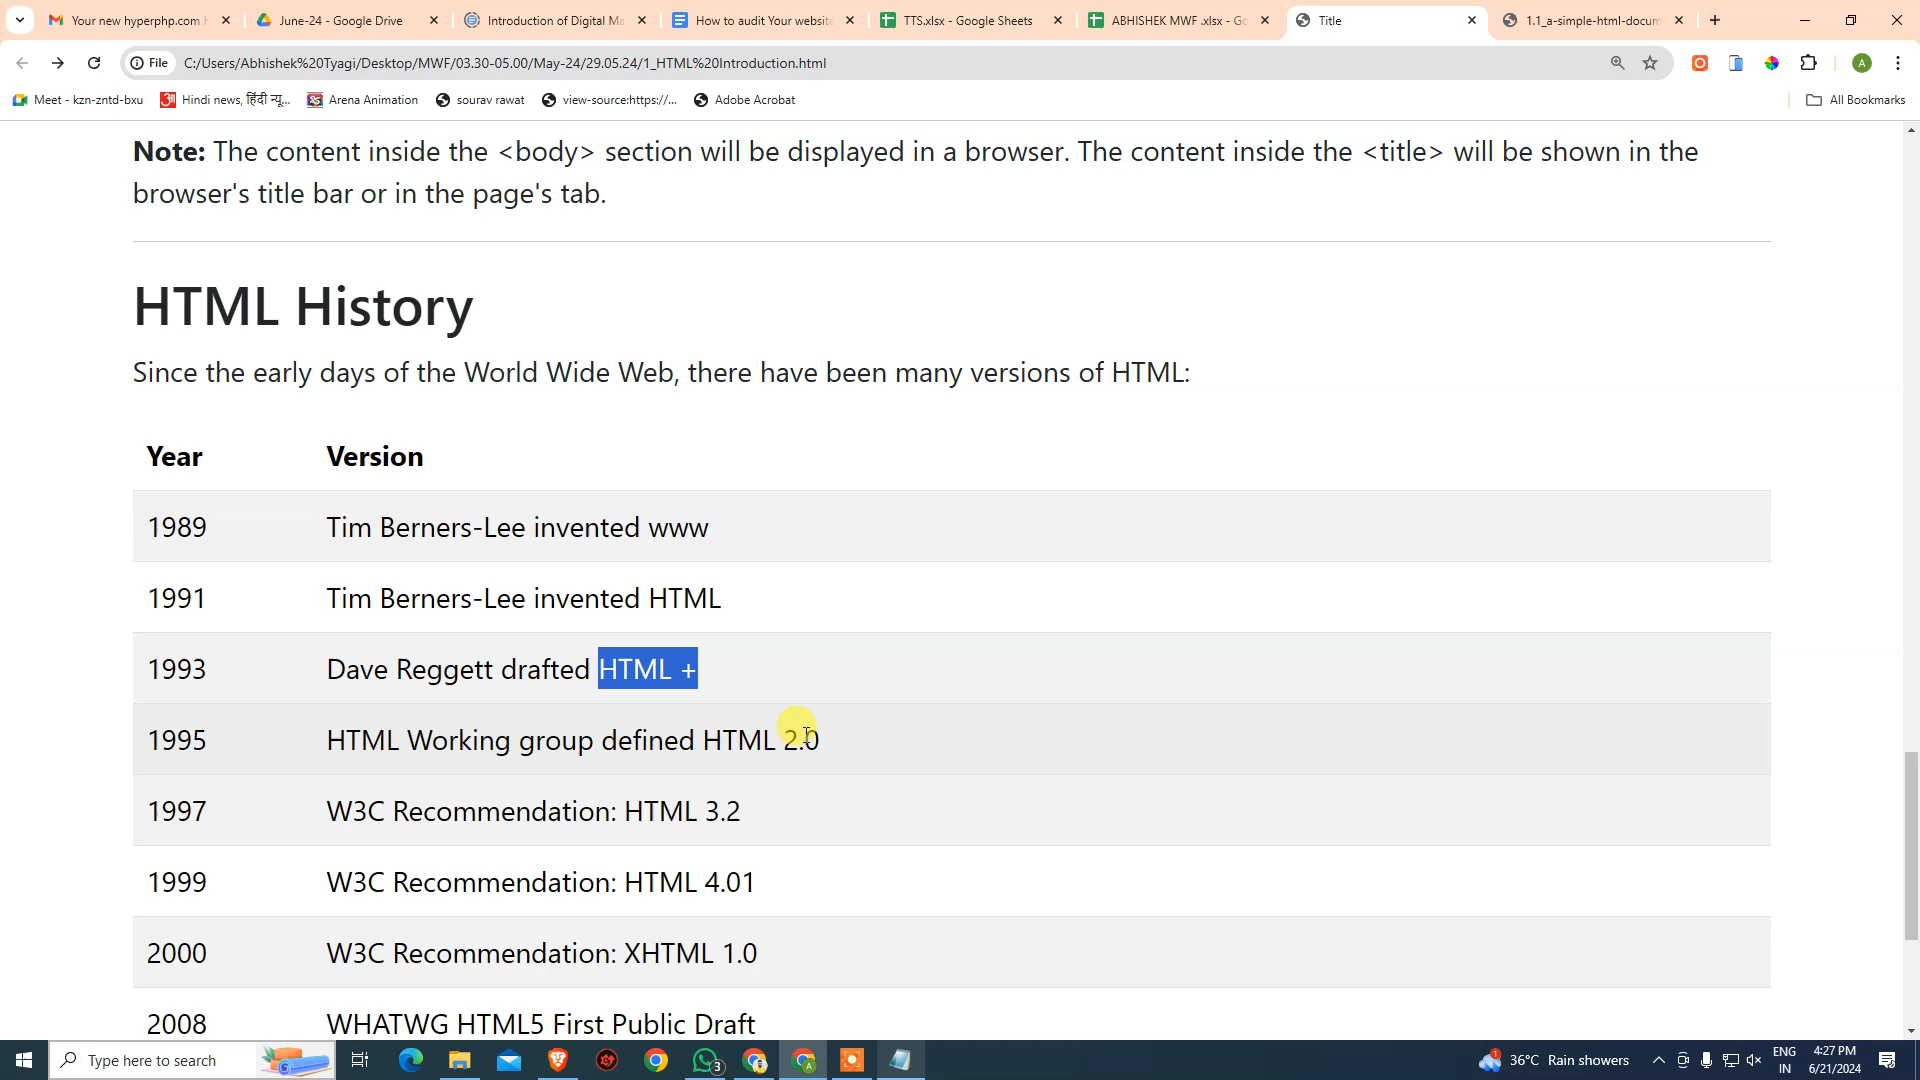 Your new hyperphp.com
June-24 - Google Drive
Introduction of Digital Ma
How to audit Your website
TTS.xlsx - Google Sheets
ABHISHEK MWF .xlsx - Go
Title
1.1_a-simple-html-docum
File C:/Users/Abhishek%20Tyagi/Desktop/MWF/03.30-05.00/May-24/29.05.24/1_HTML%20Introduction.html
A
Meet - kzn-zntd-bxu
Hindi news, हिंदी न्यू...
Arena Animation
sourav rawat
view-source:https://...
Adobe Acrobat
All Bookmarks
Note: The content inside the <body> section will be displayed in a browser. The content inside the <title> will be shown in the
browser's title bar or in the page's tab.
HTML History
Since the early days of the World Wide Web, there have been many versions of HTML:
Year Version
1989 Tim Berners-Lee invented www
1991 Tim Berners-Lee invented HTML
1993 Dave Reggett drafted HTML +
1995 HTML Working group defined HTML 2.0
1997 W3C Recommendation: HTML 3.2
1999 W3C Recommendation: HTML 4.01
2000 W3C Recommendation: XHTML 1.0
2008 WHATWG HTML5 First Public Draft
Type here to search
3
A
1
36°C Rain showers
ENG
IN
4:27 PM
6/21/2024